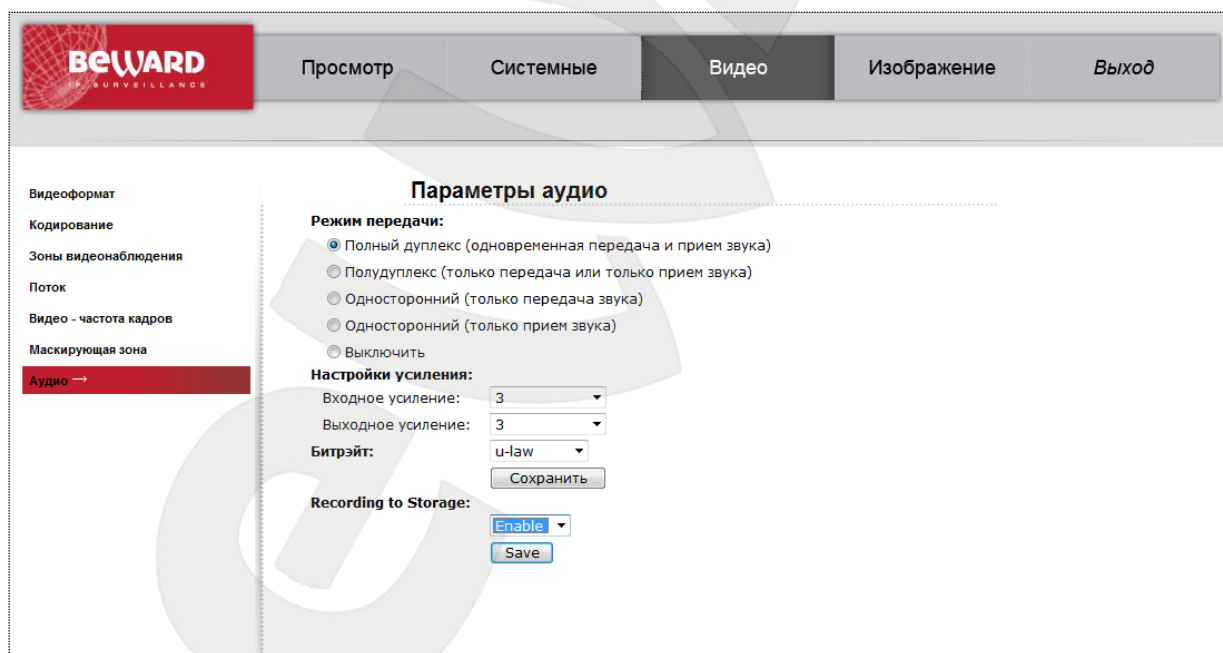 BEWARD
IP SURVEILLANCE
Просмотр
Системные
Видео
Изображение
Выход
Видеоформат
Кодирование
Зоны видеонаблюдения
Поток
Видео - частота кадров
Маскирующая зона
Аудио →
Параметры аудио
Режим передачи:
Полный дуплекс (одновременная передача и прием звука)
Полудуплекс (только передача или только прием звука)
Односторонний (только передача звука)
Односторонний (только прием звука)
Выключить
Настройки усиления:
Входное усиление: 3
Выходное усиление: 3
Битрэйт: u-law
Сохранить
Recording to Storage:
Enable
Save